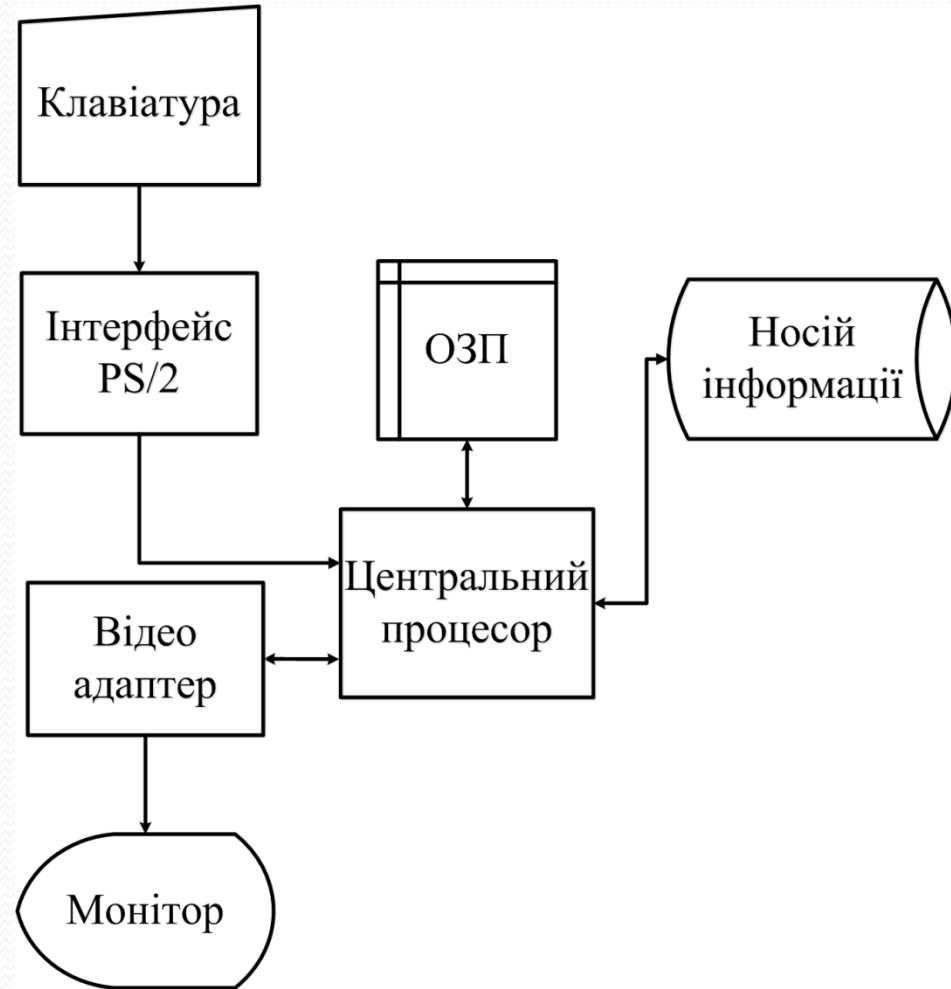 Клавіатура
Інтерфейс
PS/2
ОЗП
Носій
інформації
Центральний
процесор
Відео
адаптер
Монітор